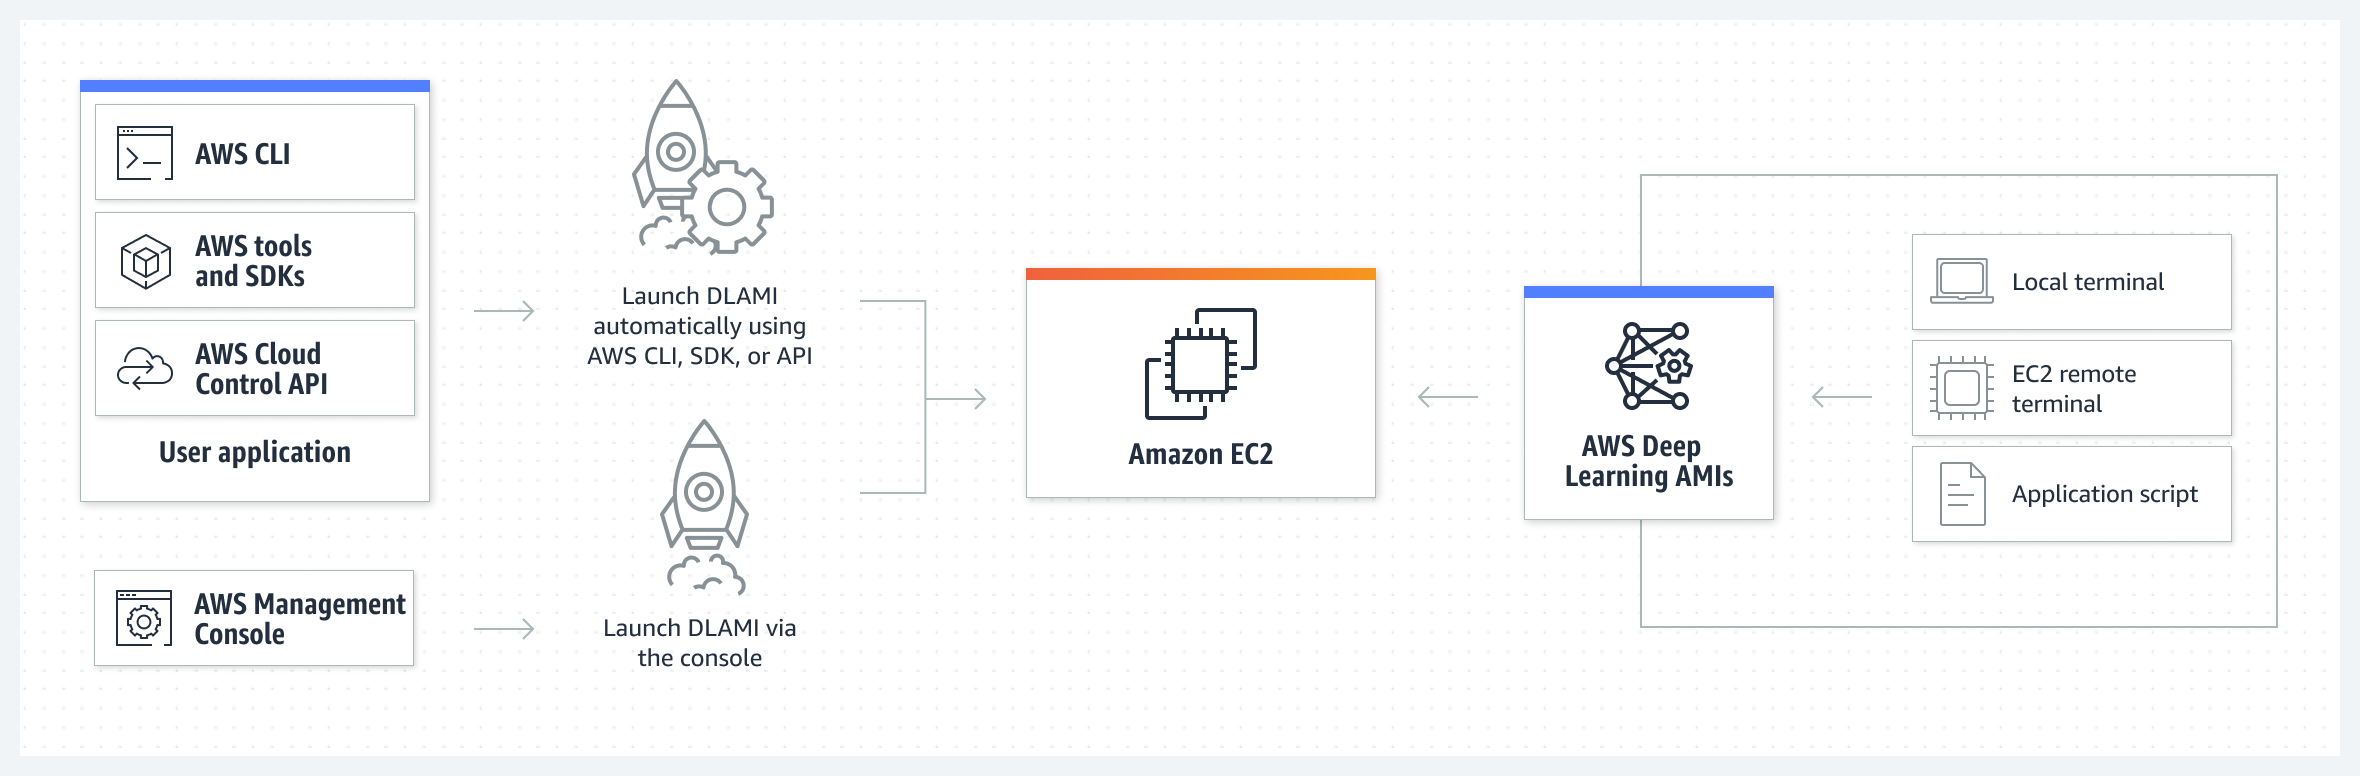 AWS CLI
AWS tools
and SDKs
AWS Cloud
Control API
User application
AWS Management
Console
Launch DLAMI
automatically using
AWS CLI, SDK, or API
Launch DLAMI via
the console
Amazon EC2
AWS Deep
Learning AMIs
Local terminal
EC2 remote
terminal
Application script